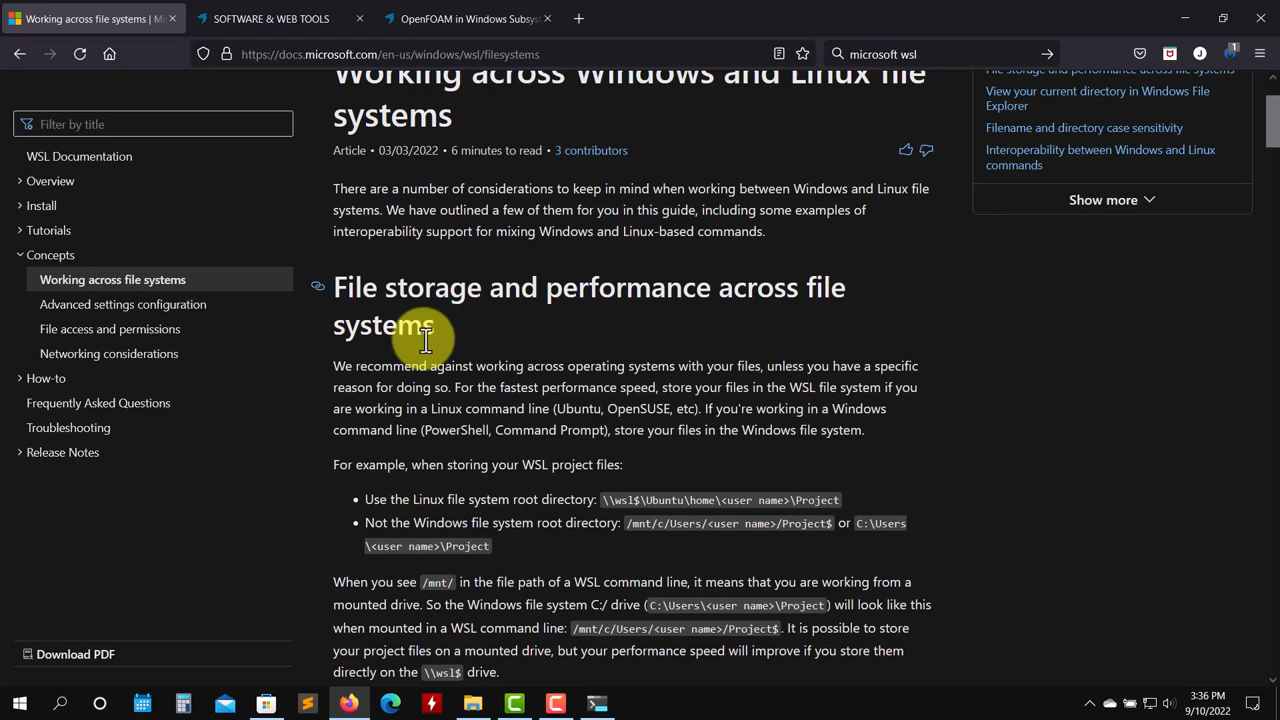 Working across file systems | Mi
SOFTWARE & WEB TOOLS
OpenFOAM in Windows Subsys
https://docs.microsoft.com/en-us/windows/wsl/filesystems
microsoft wsl
J
1
Filter by title
WSL Documentation
Overview
Install
Tutorials
Concepts
Working across file systems
Advanced settings configuration
File access and permissions
Networking considerations
How-to
Frequently Asked Questions
Troubleshooting
Release Notes
Download PDF
Working across Windows and Linux file
systems
Article • 03/03/2022 • 6 minutes to read • 3 contributors
There are a number of considerations to keep in mind when working between Windows and Linux file
systems. We have outlined a few of them for you in this guide, including some examples of
interoperability support for mixing Windows and Linux-based commands.
File storage and performance across file
systems
We recommend against working across operating systems with your files, unless you have a specific
reason for doing so. For the fastest performance speed, store your files in the WSL file system if you
are working in a Linux command line (Ubuntu, OpenSUSE, etc). If you're working in a Windows
command line (PowerShell, Command Prompt), store your files in the Windows file system.
For example, when storing your WSL project files:
• Use the Linux file system root directory: \\wsl$\Ubuntu\home\<user name>\Project
• Not the Windows file system root directory: /mnt/c/Users/<user name>/Project$ or C:\Users
\<user name>\Project
When you see /mnt/ in the file path of a WSL command line, it means that you are working from a
mounted drive. So the Windows file system C:/ drive (C:\Users\<user name>\Project) will look like this
when mounted in a WSL command line: /mnt/c/Users/<user name>/Project$. It is possible to store
your project files on a mounted drive, but your performance speed will improve if you store them
directly on the \\wsl$ drive.
File storage and performance across file systems
View your current directory in Windows File
Explorer
Filename and directory case sensitivity
Interoperability between Windows and Linux
commands
Show more
3:36 PM
9/10/2022